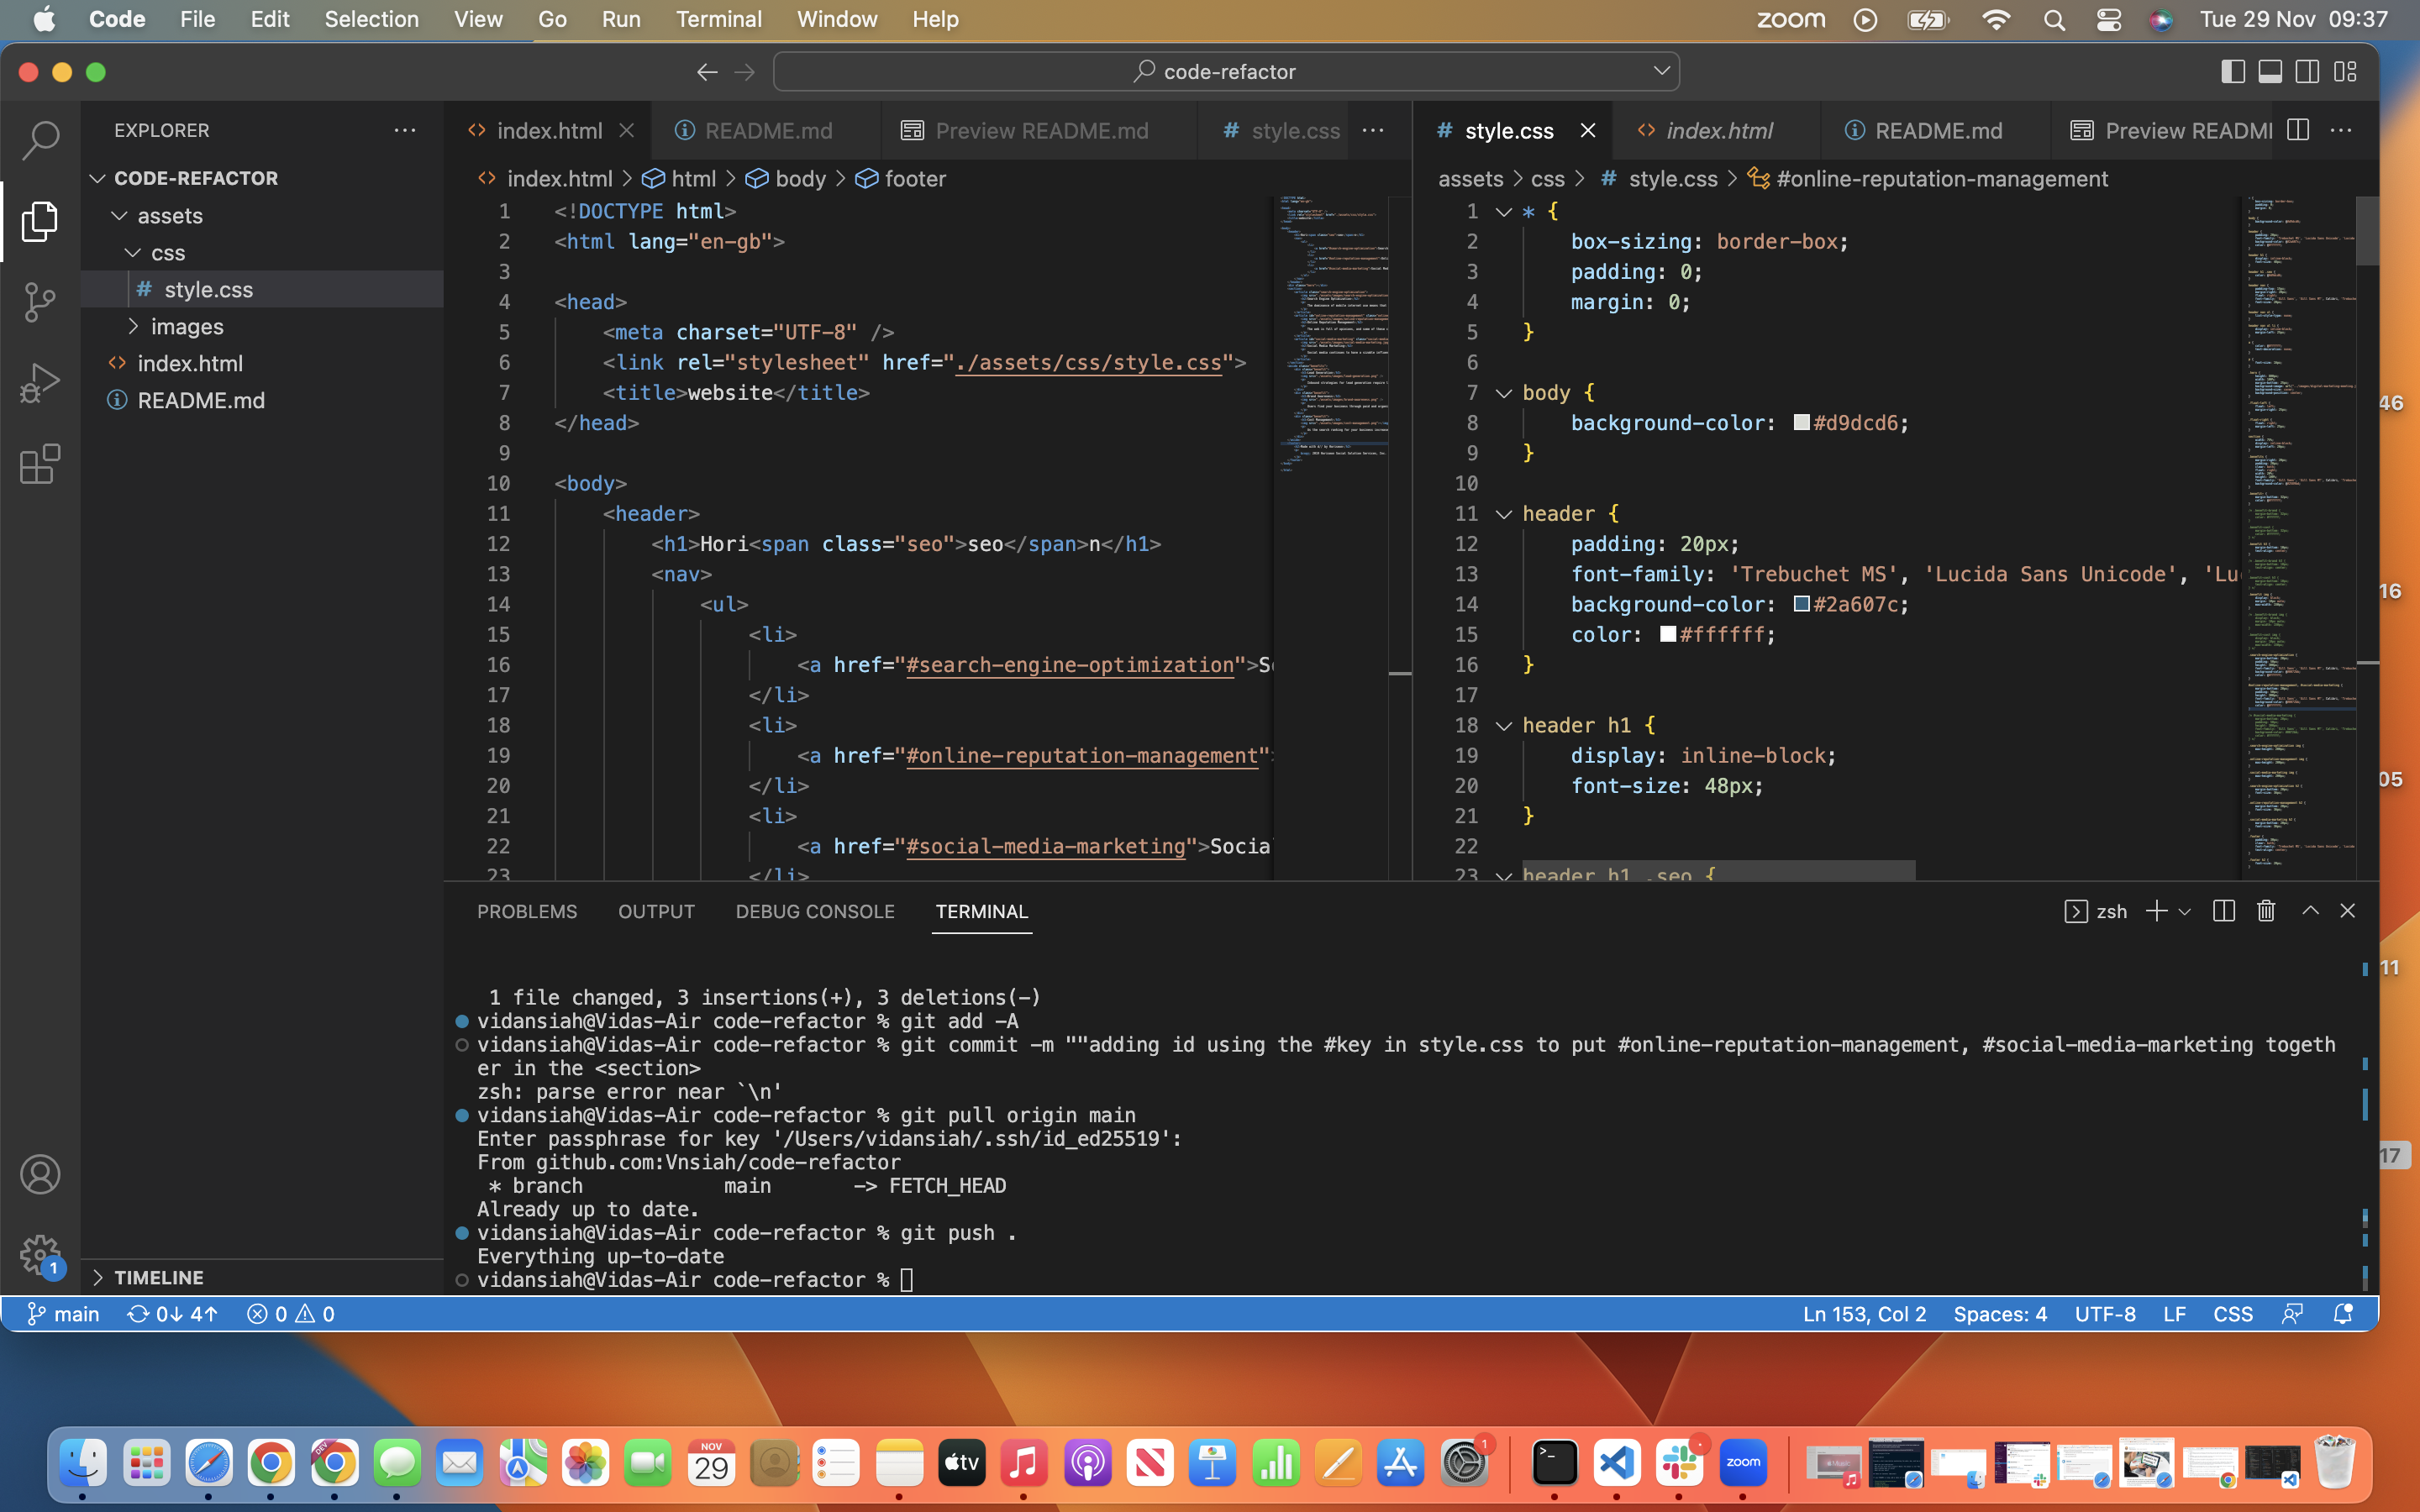 Code File Edit Selection View Go Run Terminal Window Help
zoom Tue 29 Nov 09:37
code-refactor
EXPLORER
CODE-REFACTOR
assets
css
# style.css
images
index.html
README.md
TIMELINE
index.html README.md Preview README.md # style.css
index.html > html > body > footer
1 <!DOCTYPE html>
2 <html lang="en-gb">
3
4 <head>
5 <meta charset="UTF-8" />
6 <link rel="stylesheet" href="./assets/css/style.css">
7 <title>website</title>
8 </head>
9
10 <body>
11 <header>
12 <h1>Hori<span class="seo">seo</span>n</h1>
13 <nav>
14 <ul>
15 <li>
16 <a href="#search-engine-optimization">S
17 </li>
18 <li>
19 <a href="#online-reputation-management"
20 </li>
21 <li>
22 <a href="#social-media-marketing">Socia
23 </li>
# style.css index.html README.md Preview READM
assets > css > # style.css > #online-reputation-management
1 * {
2 box-sizing: border-box;
3 padding: 0;
4 margin: 0;
5 }
6
7 body {
8 background-color: #d9dcd6;
9 }
10
11 header {
12 padding: 20px;
13 font-family: 'Trebuchet MS', 'Lucida Sans Unicode', 'Lu
14 background-color: #2a607c;
15 color: #ffffff;
16 }
17
18 header h1 {
19 display: inline-block;
20 font-size: 48px;
21 }
22
23 header h1 .seo {
PROBLEMS OUTPUT DEBUG CONSOLE TERMINAL
zsh
1 file changed, 3 insertions(+), 3 deletions(-)
vidansiah@Vidas-Air code-refactor % git add -A
vidansiah@Vidas-Air code-refactor % git commit -m ""adding id using the #key in style.css to put #online-reputation-management, #social-media-marketing togeth
er in the <section>
zsh: parse error near `\n'
vidansiah@Vidas-Air code-refactor % git pull origin main
Enter passphrase for key '/Users/vidansiah/.ssh/id_ed25519':
From github.com:Vnsiah/code-refactor
* branch main -> FETCH_HEAD
Already up to date.
vidansiah@Vidas-Air code-refactor % git push .
Everything up-to-date
vidansiah@Vidas-Air code-refactor %
1
main 0↓ 4↑ 0 0
Ln 153, Col 2 Spaces: 4 UTF-8 LF CSS
46
16
05
11
17
NOV
29
tv
1
zoom